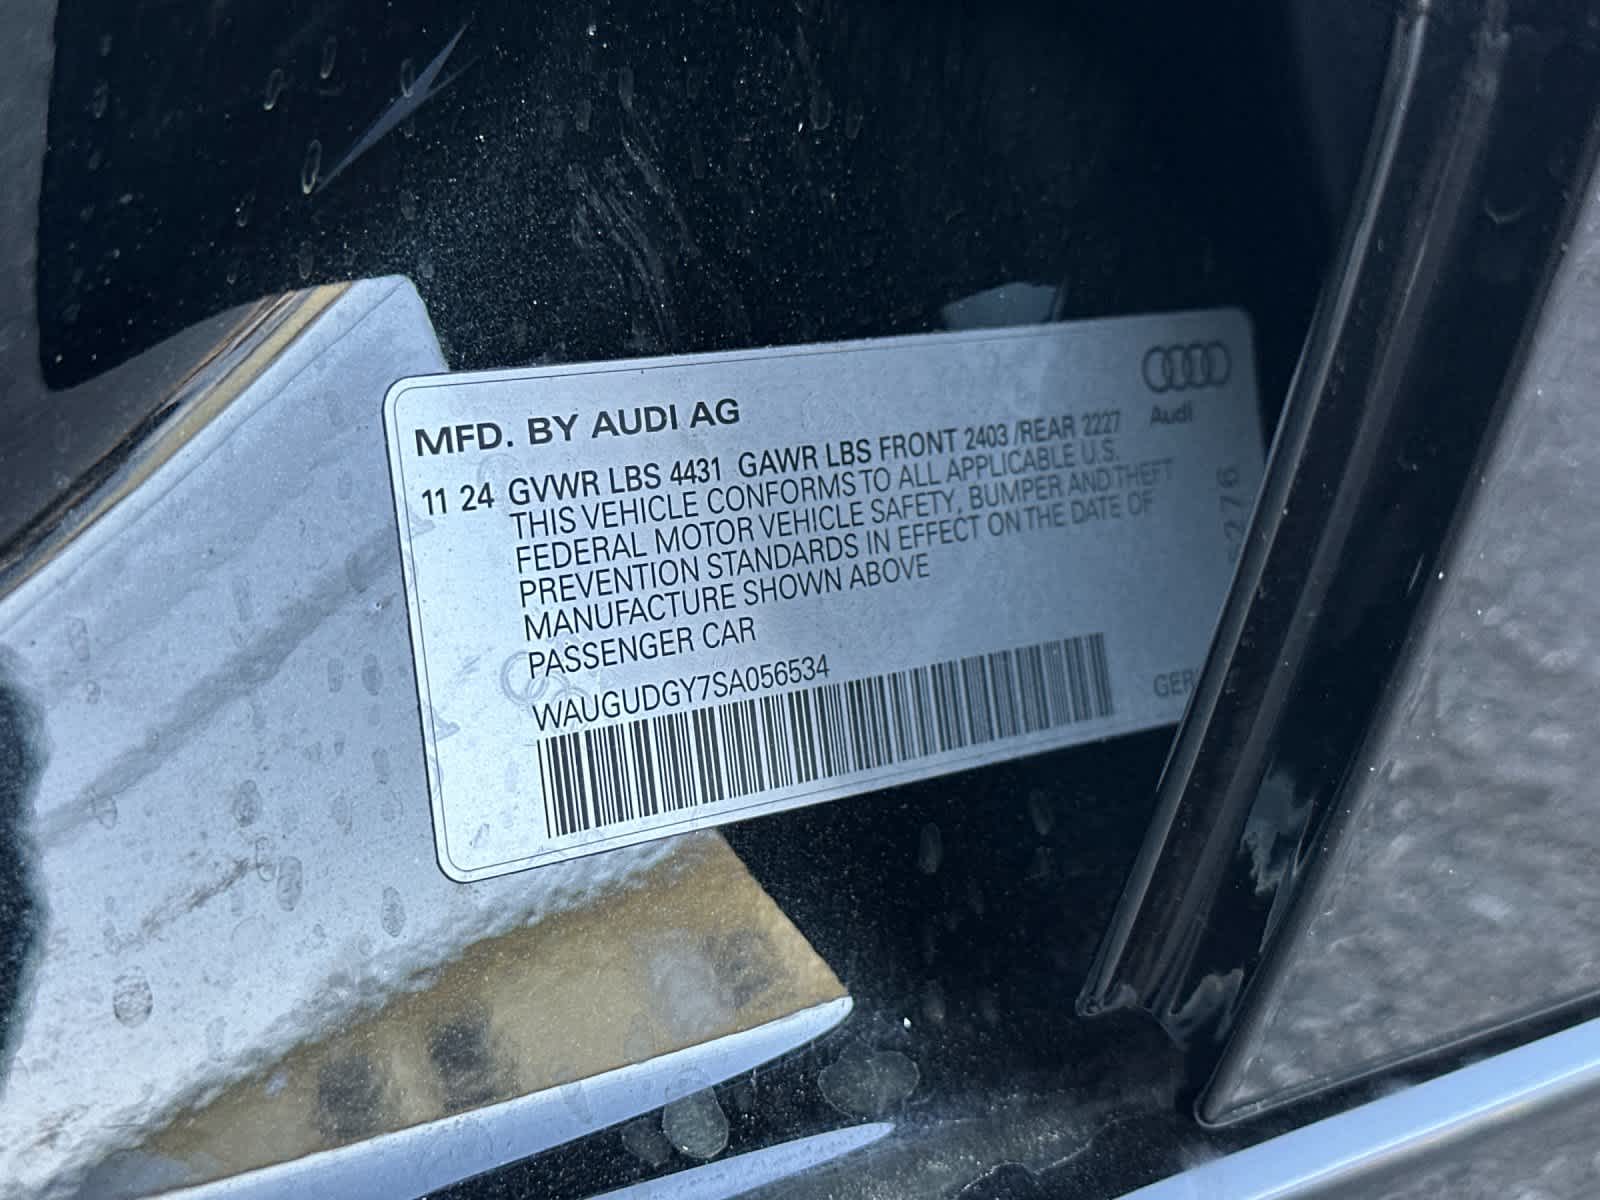 MFD. BY AUDI AG
Audi
11 24 GVWR LBS 4431 GAWR LBS FRONT 2403 /REAR 2227
THIS VEHICLE CONFORMS TO ALL APPLICABLE U.S.
FEDERAL MOTOR VEHICLE SAFETY, BUMPER AND THEFT
PREVENTION STANDARDS IN EFFECT ON THE DATE OF
MANUFACTURE SHOWN ABOVE
PASSENGER CAR
WAUGUDGY7SA056534
276
GER